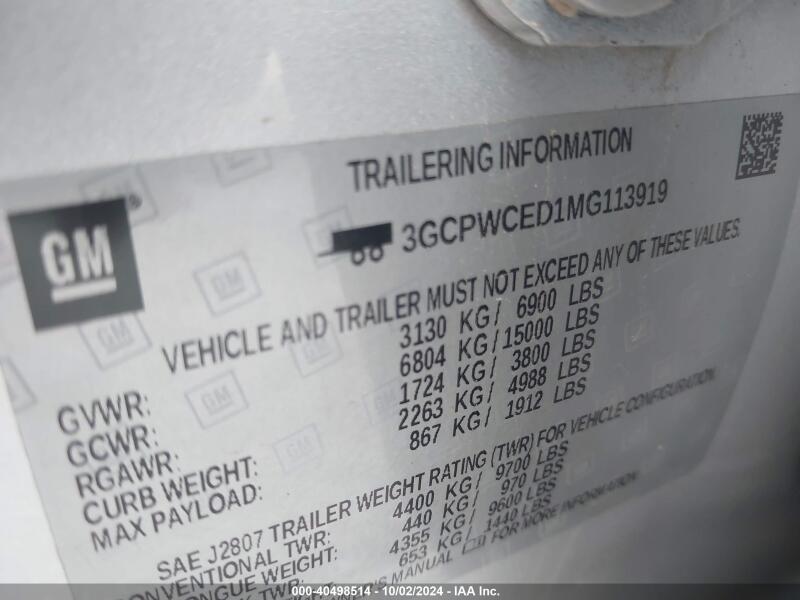 TRAILERING INFORMATION
GM ®
3GCPWCED1MG113919
VEHICLE AND TRAILER MUST NOT EXCEED ANY OF THESE VALUES.
GVWR: 3130 KG/ 6900 LBS
GCWR: 6804 KG/15000 LBS
RGAWR: 1724 KG/ 3800 LBS
CURB WEIGHT: 2263 KG/ 4988 LBS
MAX PAYLOAD: 867 KG/ 1912 LBS
SAE J2807 TRAILER WEIGHT RATING (TWR) FOR VEHICLE CONFIGURATION.
CONVENTIONAL TWR: 4400 KG/ 9700 LBS
TONGUE WEIGHT: 440 KG/ 970 LBS
TWR: 4355 KG/ 9600 LBS
653 KG/ 1440 LBS
MANUAL FOR MORE INFORMATION
000-40498514 - 10/02/2024 - IAA Inc.